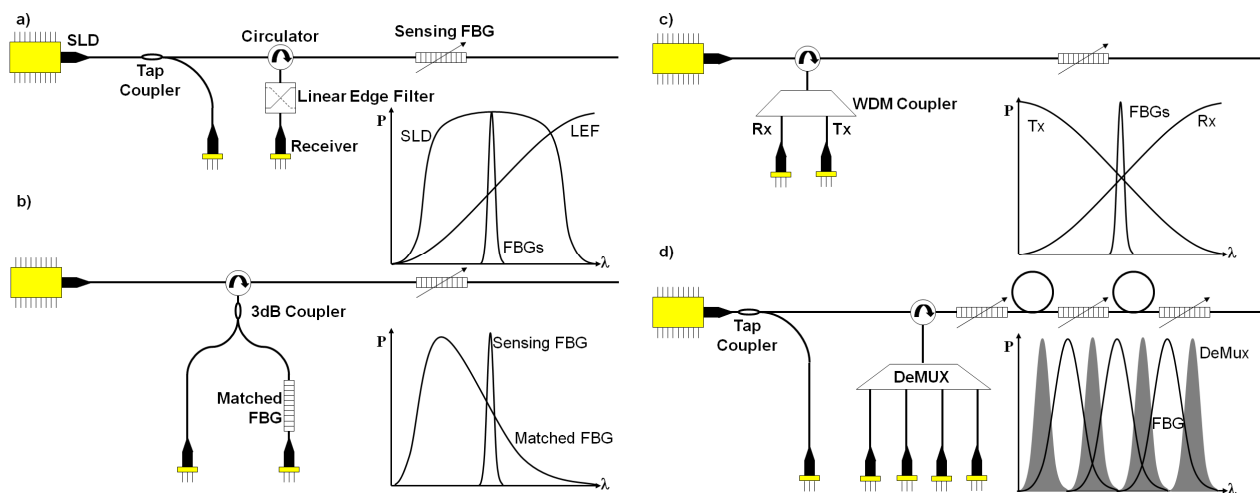 a)
SLD
Circulator
Sensing FBG
Tap
Coupler
Linear Edge Filter
Receiver
P
SLD
LEF
FBGs
λ
b)
3dB Coupler
Matched
FBG
P
Sensing FBG
Matched FBG
λ
c)
WDM Coupler
Rx
Tx
P
Tx
FBGs
Rx
λ
d)
Tap
Coupler
DeMUX
P
DeMux
FBG
λ